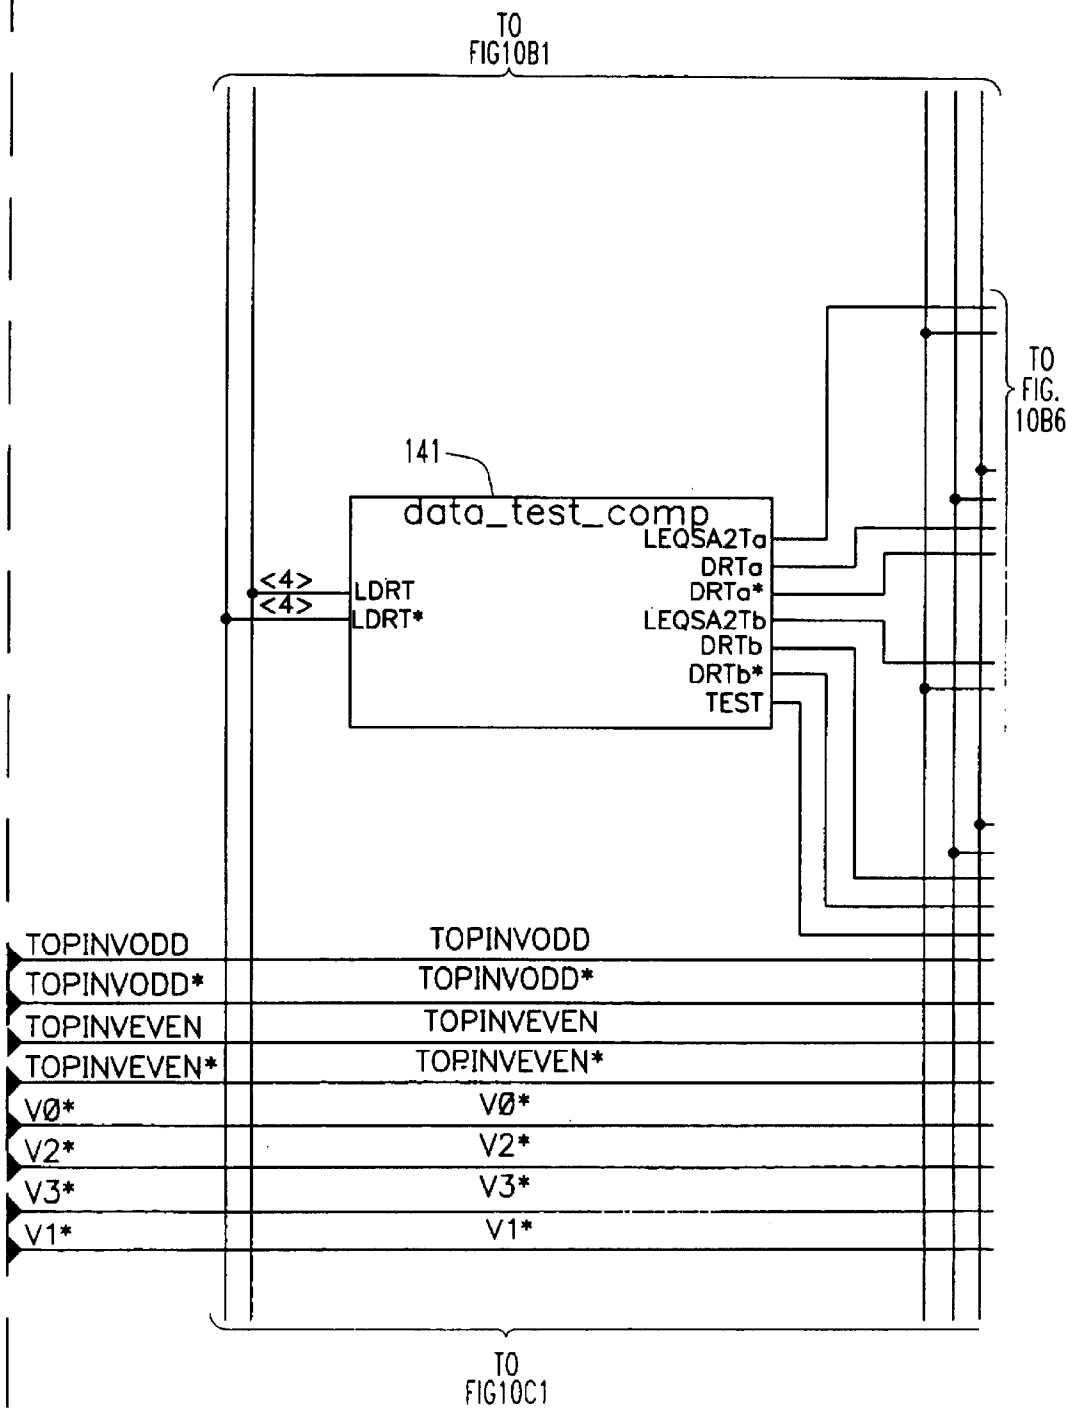 TO
FIG10B1
TO
FIG.
10B6
141
data_test_comp
LEQSA2Ta
DRTa
<4> LDRT DRTa*
<4> LDRT* LEQSA2Tb
DRTb
DRTb*
TEST
TOPINVODD TOPINVODD
TOPINVODD* TOPINVODD*
TOPINVEVEN TOPINVEVEN
TOPINVEVEN* TOPINVEVEN*
VØ* VØ*
V2* V2*
V3* V3*
V1* V1*
TO
FIG10C1